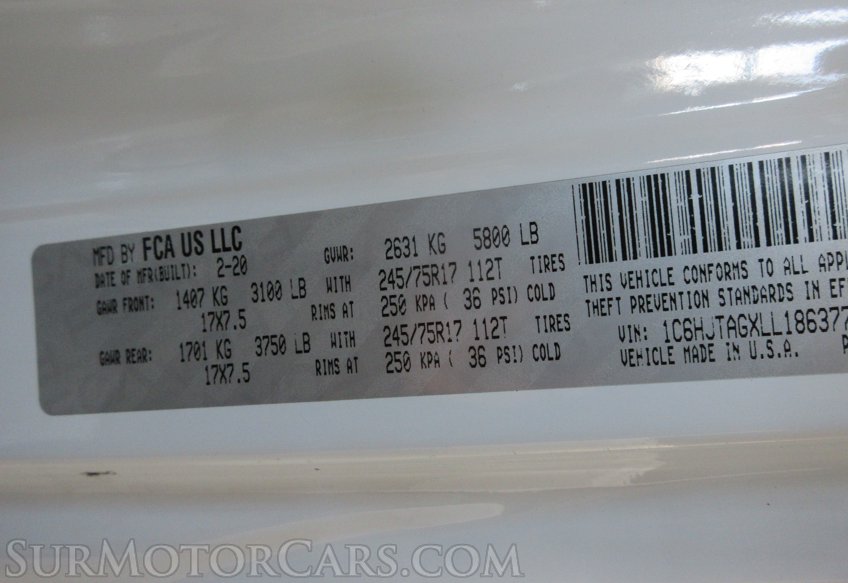 MFD BY FCA US LLC
DATE OF MFR(BUILT): 2-20
GVWR: 2631 KG 5800 LB
GAWR FRONT: 1407 KG 3100 LB WITH 245/75R17 112T TIRES
17X7.5 RIMS AT 250 KPA ( 36 PSI) COLD
GAWR REAR: 1701 KG 3750 LB WITH 245/75R17 112T TIRES
17X7.5 RIMS AT 250 KPA ( 36 PSI) COLD
THIS VEHICLE CONFORMS TO ALL APPL
THEFT PREVENTION STANDARDS IN EF
VIN: 1C6HJTAGXLL186377
VEHICLE MADE IN U.S.A.
SurMotorCars.com